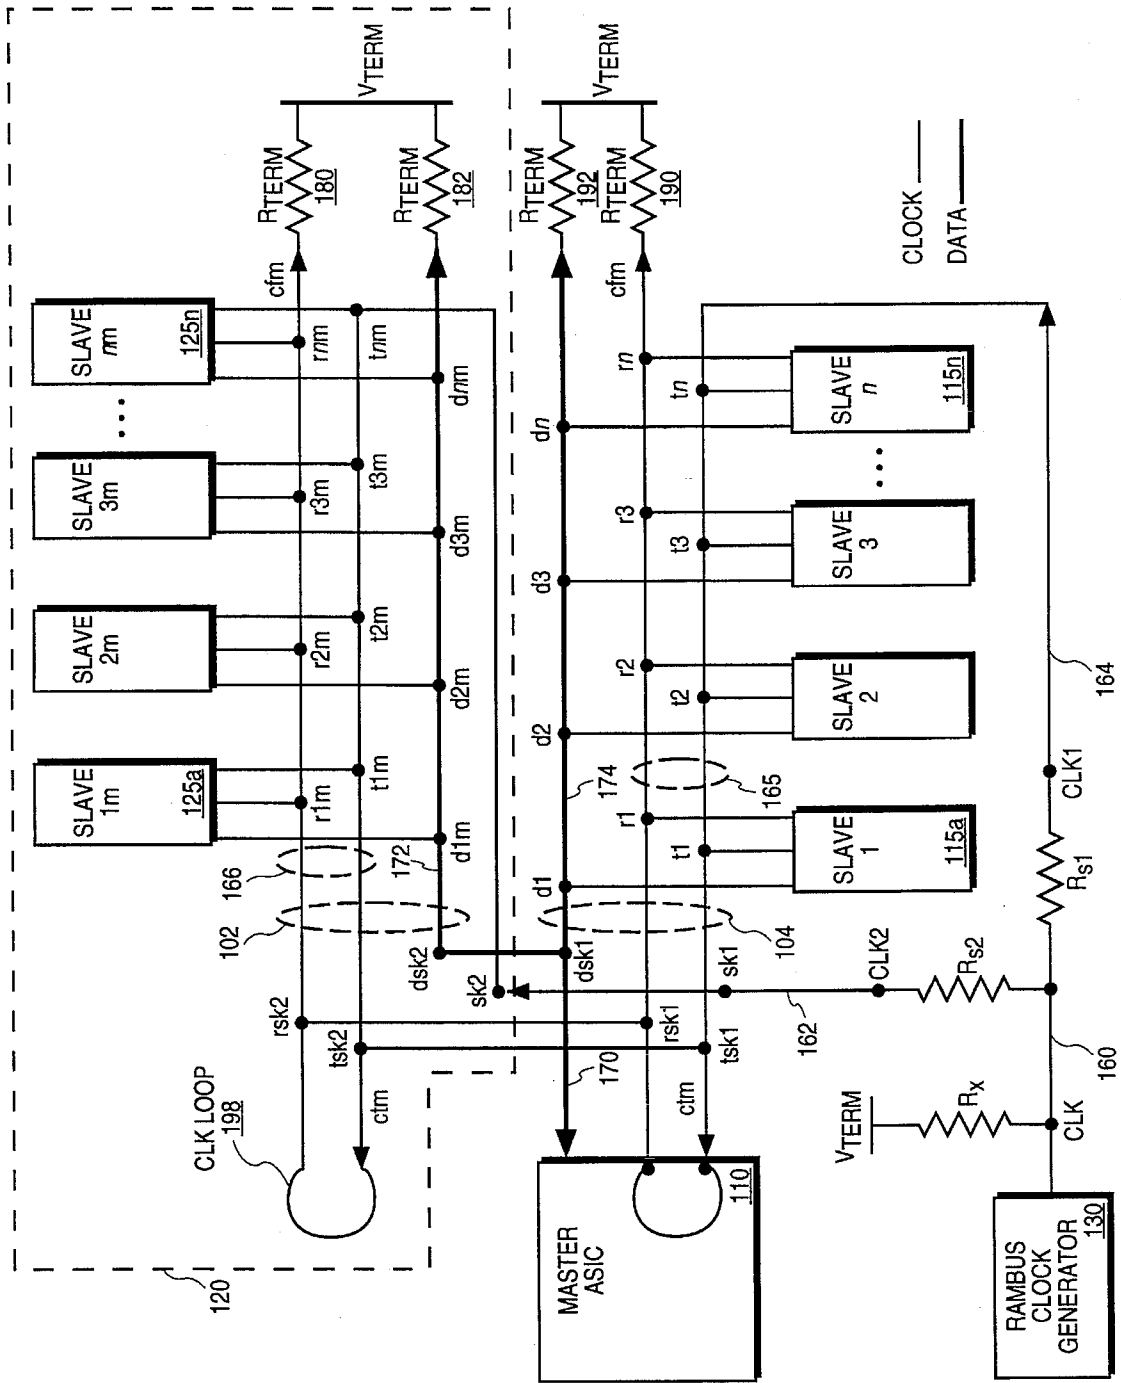 SLAVE
1m
125a
SLAVE
2m
SLAVE
3m
...
SLAVE
nm
125n
r1m
t1m
d1m
r2m
t2m
d2m
r3m
t3m
d3m
rnm
tnm
dnm
cfm
RTERM
180
RTERM
182
VTERM
166
172
102
CLK LOOP
198
rsk2
tsk2
dsk2
sk2
ctm
120
MASTER
ASIC
110
170
dsk1
rsk1
tsk1
sk1
ctm
104
d1
r1
t1
174
165
d2
r2
t2
d3
r3
t3
dn
rn
tn
cfm
RTERM
192
RTERM
190
VTERM
SLAVE
1
115a
SLAVE
2
SLAVE
3
...
SLAVE
n
115n
RAMBUS
CLOCK
GENERATOR
130
CLK
VTERM
Rx
160
162
CLK2
Rs2
Rs1
CLK1
164
CLOCK
DATA